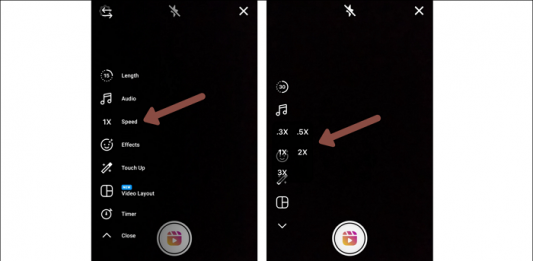 15 Length
Audio
1X Speed
Effects
Touch Up
NEW
Video Layout
Timer
Close
30
.3X .5X
1X 2X
3X